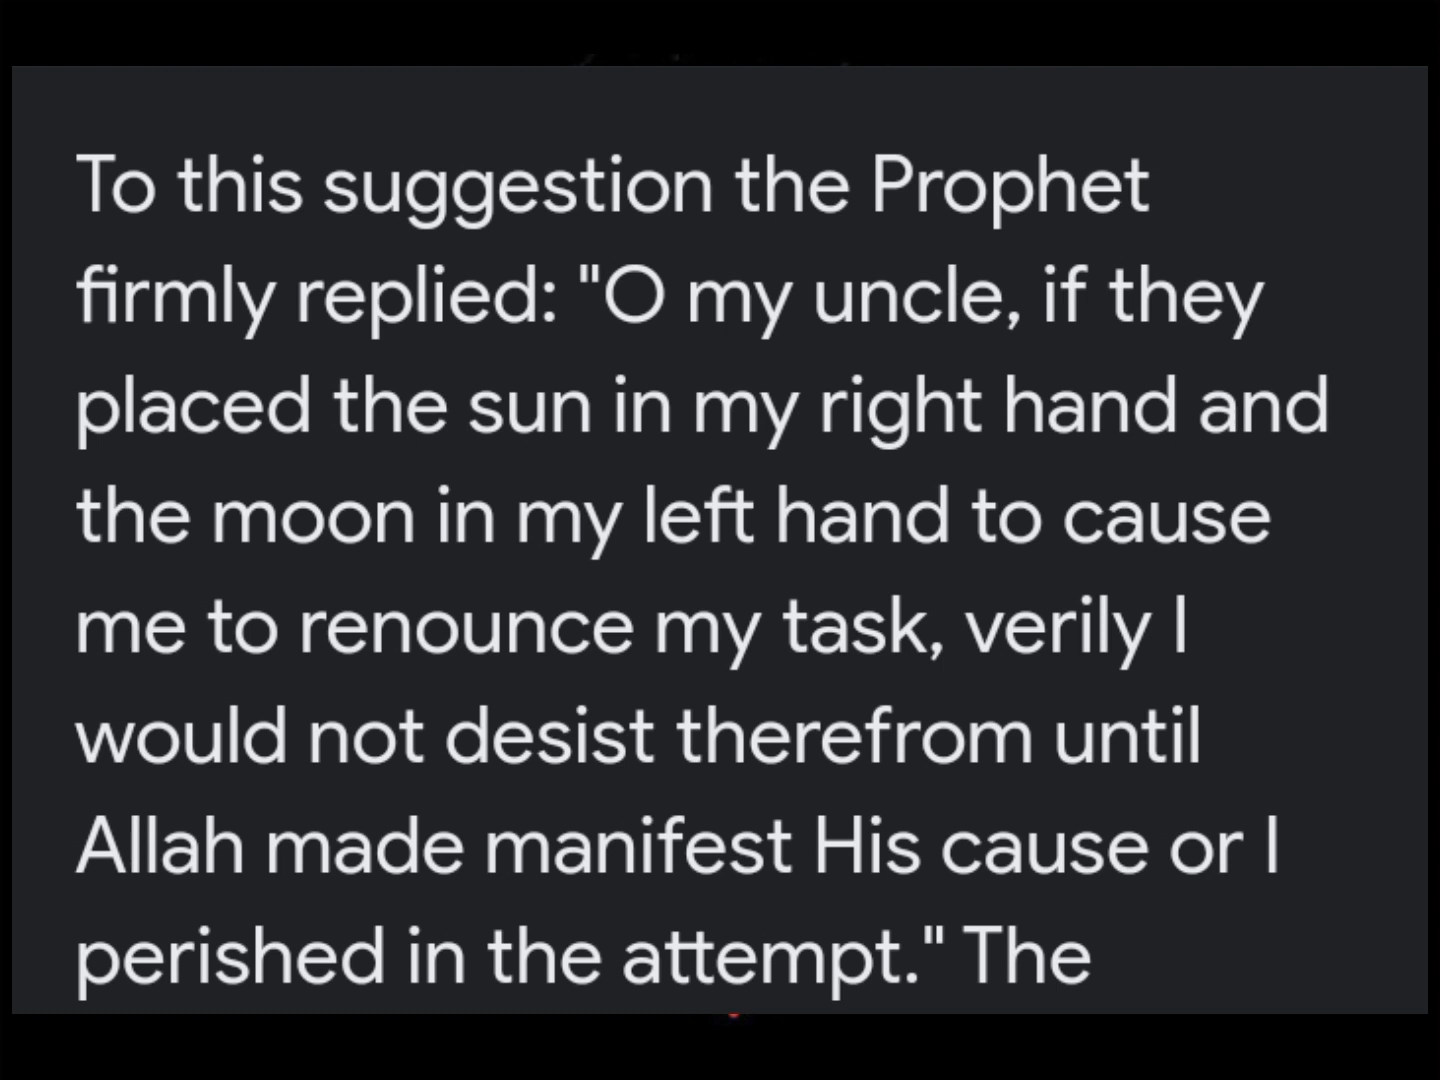 To this suggestion the Prophet
firmly replied: "O my uncle, if they
placed the sun in my right hand and
the moon in my left hand to cause
me to renounce my task, verily I
would not desist therefrom until
Allah made manifest His cause or I
perished in the attempt." The